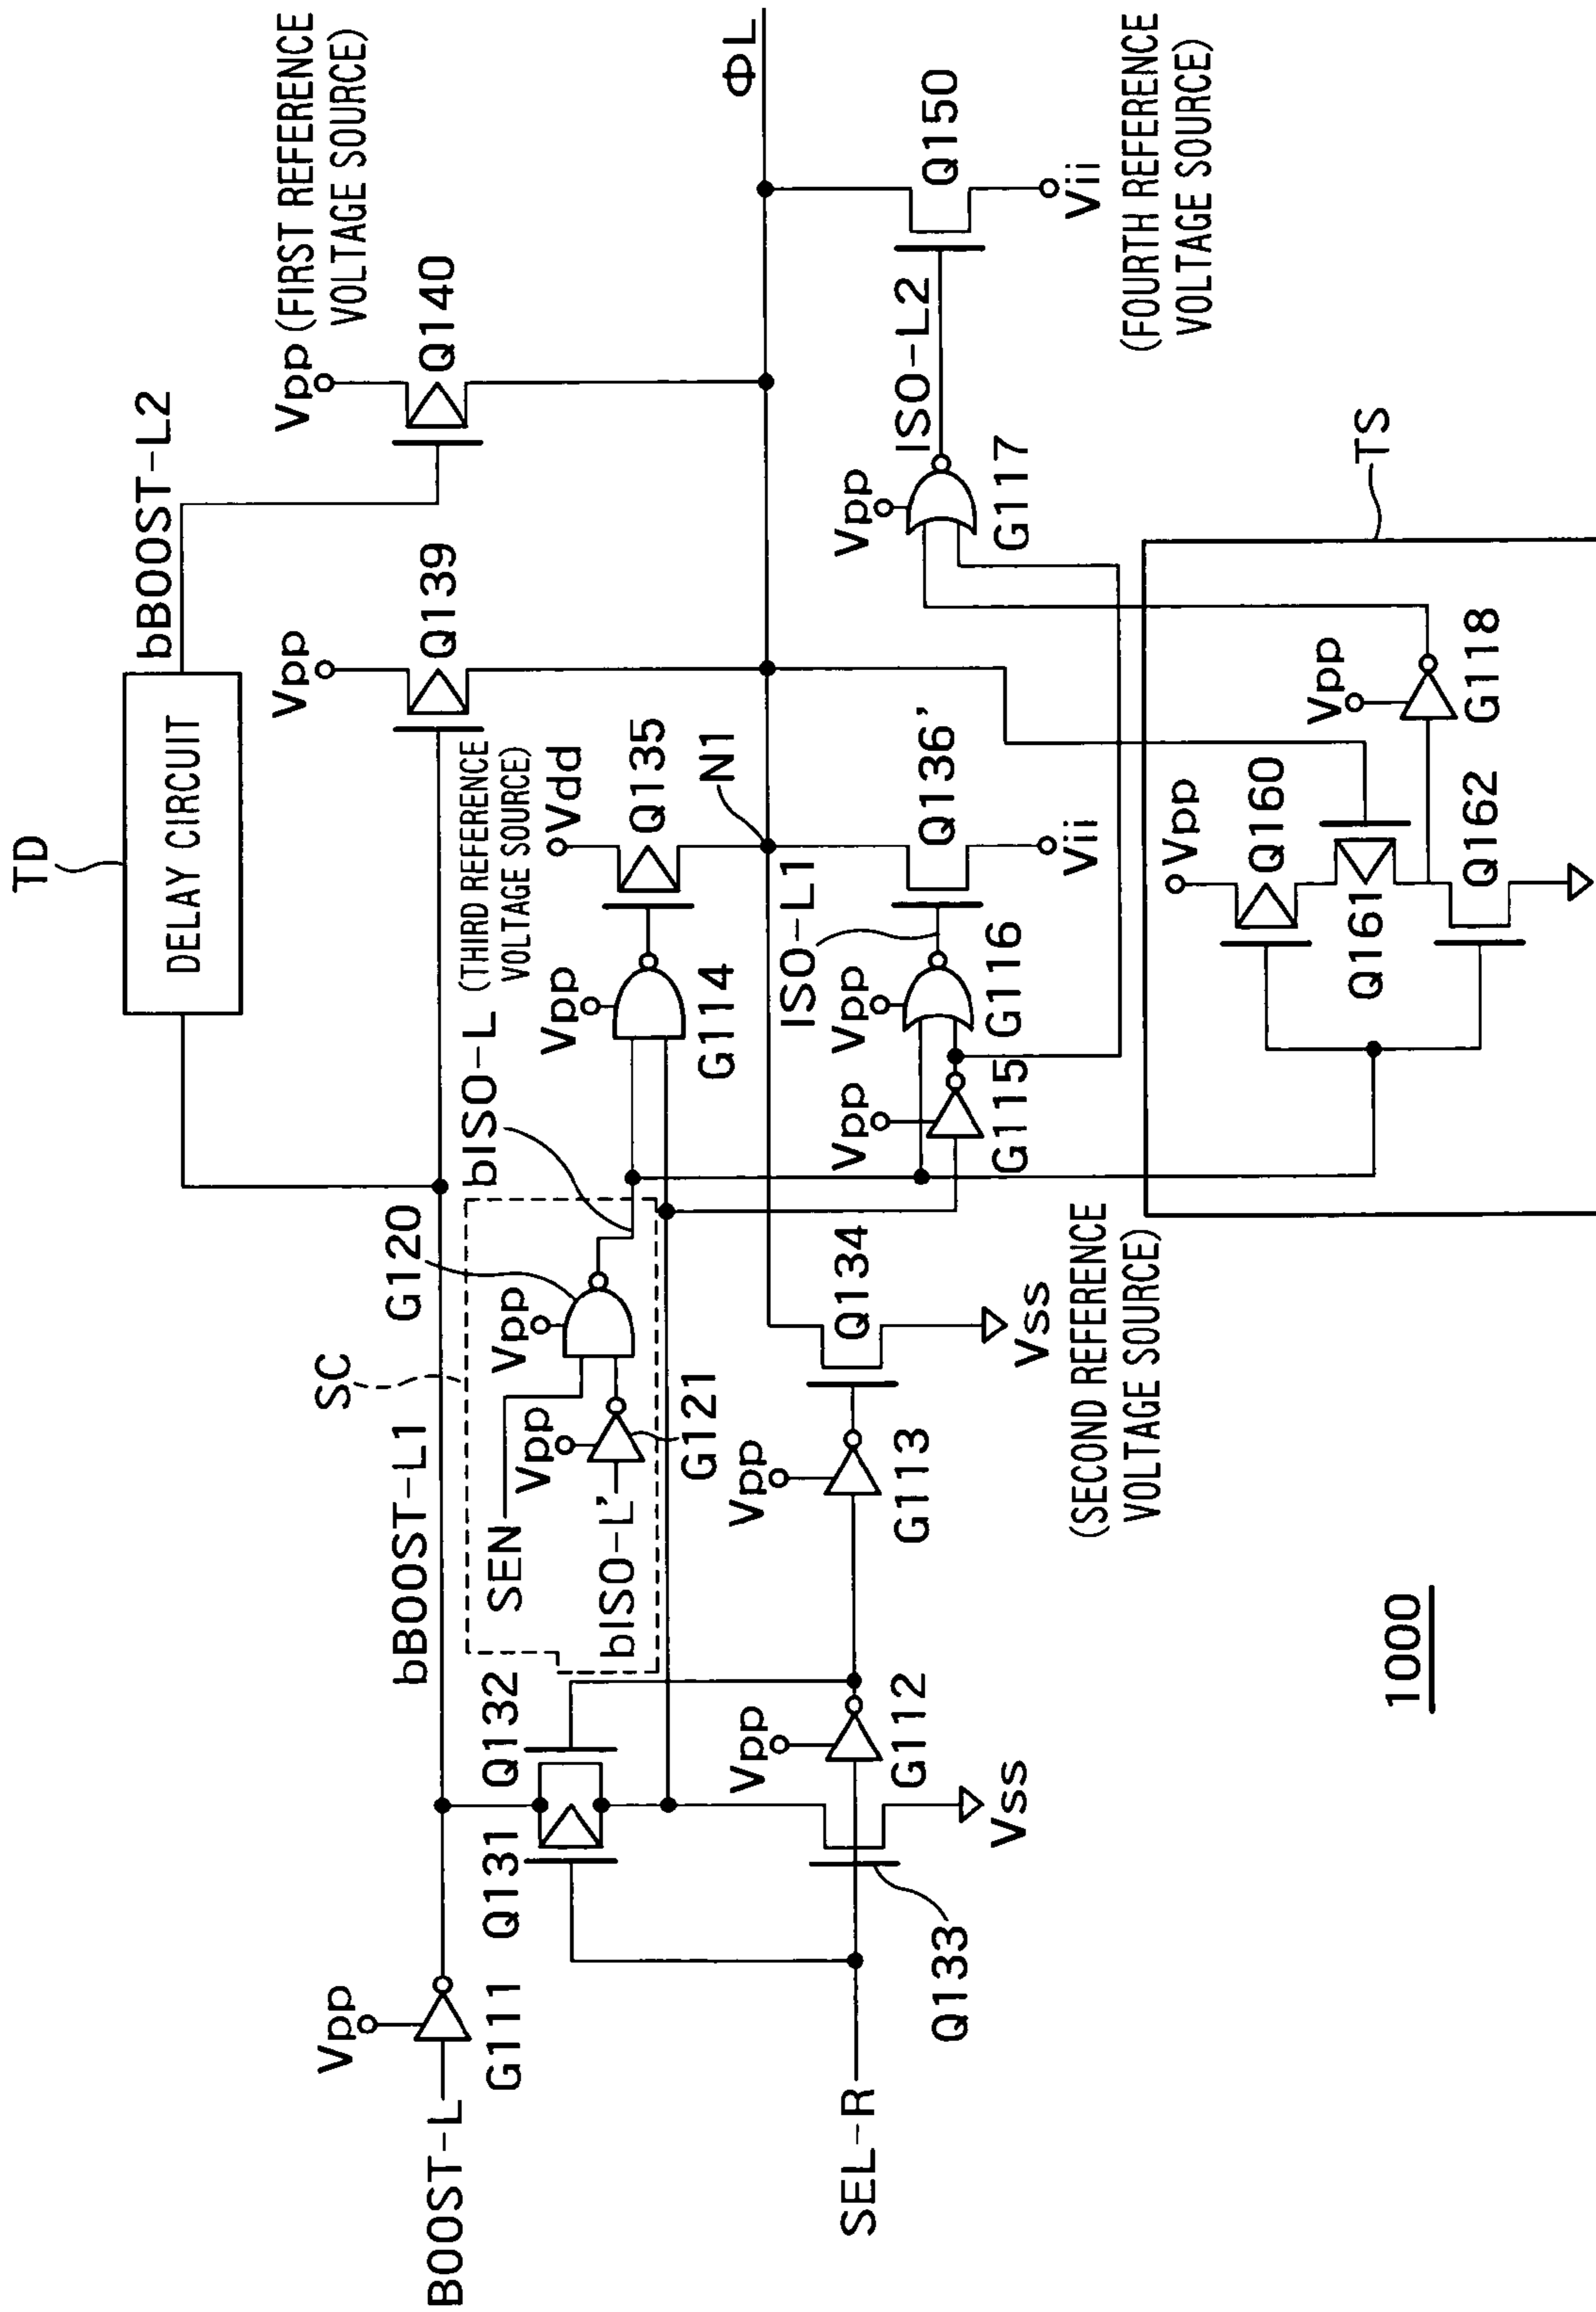 TD
DELAY CIRCUIT
bBOOST-L2
Vpp (FIRST REFERENCE
VOLTAGE SOURCE)
Q140
Vpp
Q139
Vpp
BOOST-L
G111
bBOOST-L1
SC
G120
bISO-L
(THIRD REFERENCE
VOLTAGE SOURCE)
Vdd
Q135
N1
ΦL
Q131
Q132
SEN
bISO-L'
Vpp
G121
Vpp
Vpp
G114
SEL-R
Q133
Vss
Vpp
G112
Vpp
G113
Q134
Vss
(SECOND REFERENCE
VOLTAGE SOURCE)
Vpp
G115
Vpp
G116
ISO-L1
Q136'
Vii
Vpp
G117
ISO-L2
Q150
Vii
(FOURTH REFERENCE
VOLTAGE SOURCE)
TS
Vpp
Q160
Q161
Q162
Vpp
G118
1000